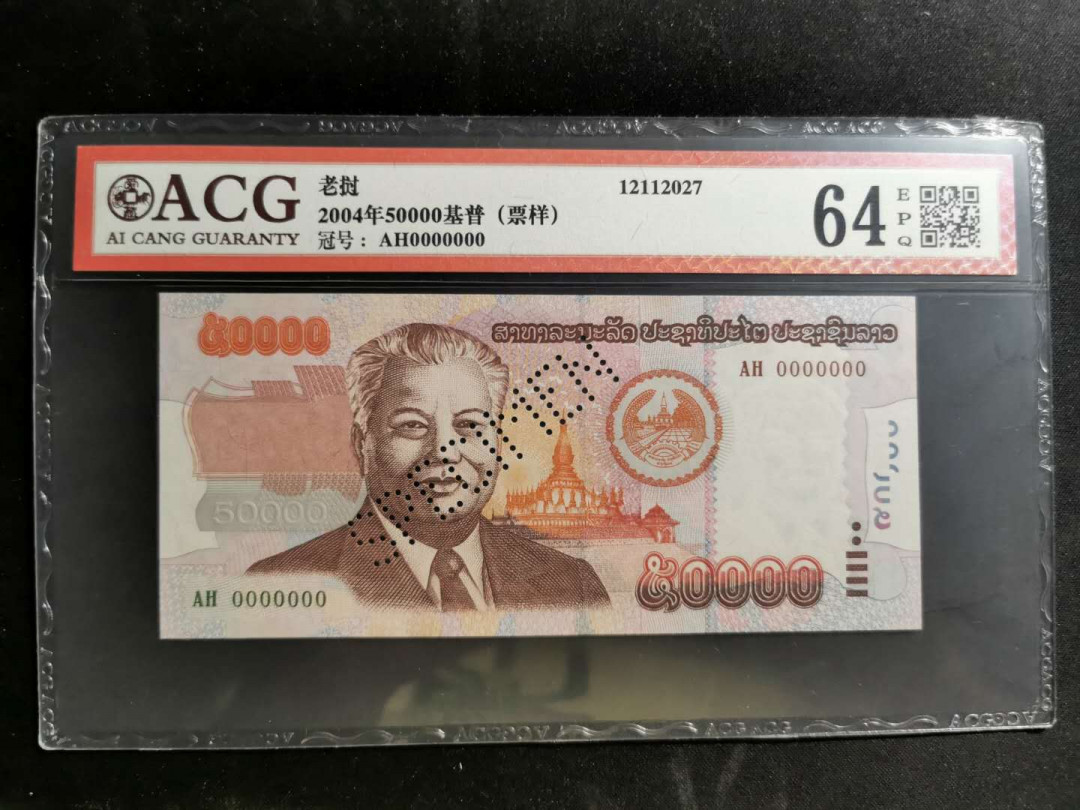 ACG
AI CANG GUARANTY
老挝
2004年50000基普（票样）
冠号：AH0000000
12112027
64
EPQ
໕0000
ສາທາລະນະລັດ ປະຊາທິປະໄຕ ປະຊາຊົນລາວ
AH 0000000
50000
SPECIMEN
໕0000
AH 0000000